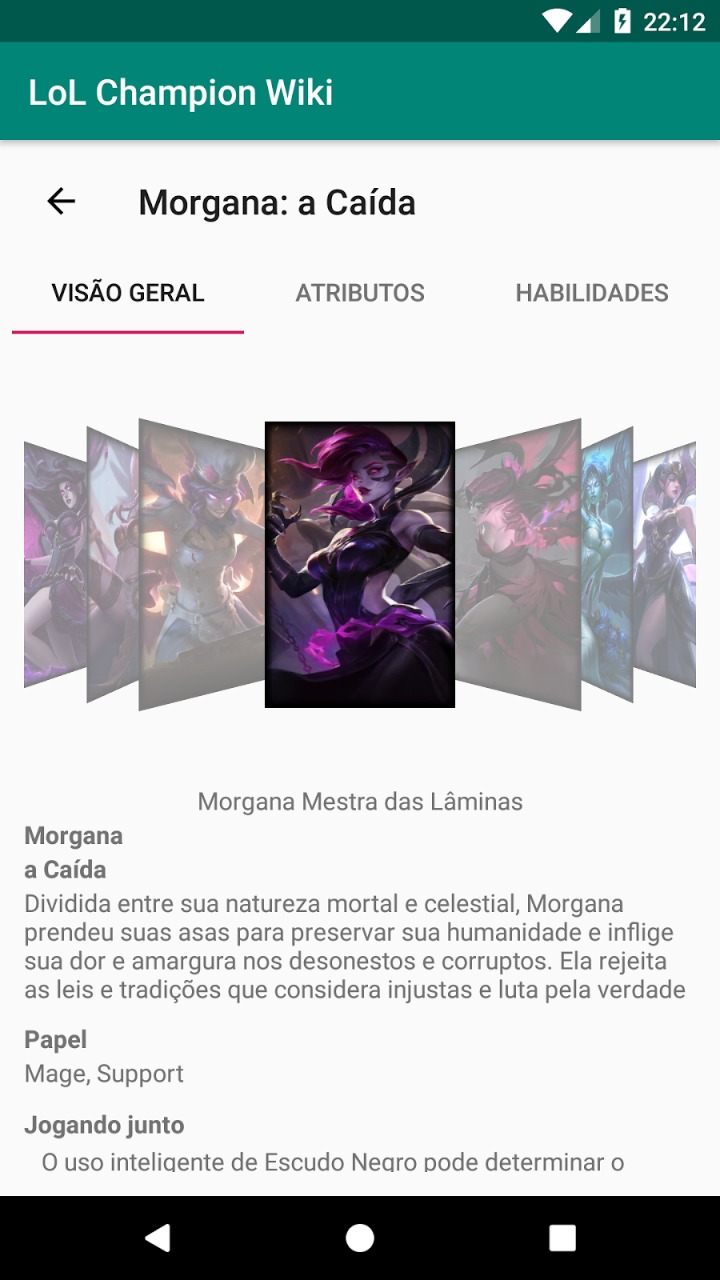 22:12
LoL Champion Wiki
Morgana: a Caída
VISÃO GERAL ATRIBUTOS HABILIDADES
Morgana Mestra das Lâminas
Morgana
a Caída
Dividida entre sua natureza mortal e celestial, Morgana
prendeu suas asas para preservar sua humanidade e inflige
sua dor e amargura nos desonestos e corruptos. Ela rejeita
as leis e tradições que considera injustas e luta pela verdade
Papel
Mage, Support
Jogando junto
O uso inteligente de Escudo Negro pode determinar o